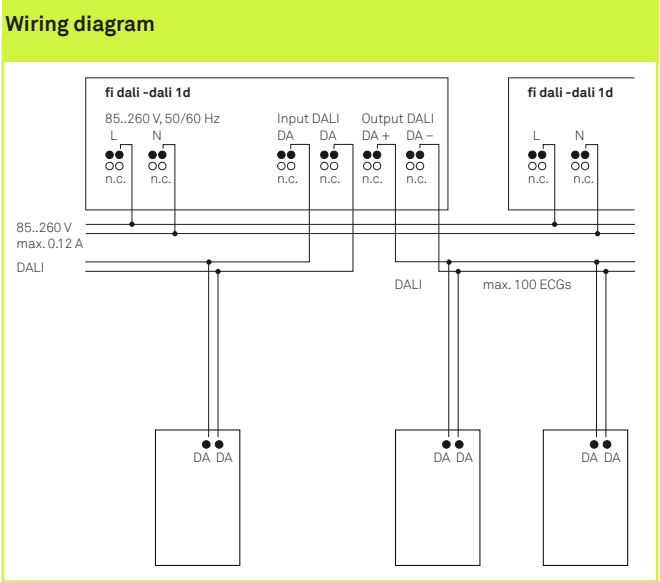 Wiring diagram
fi dali -dali 1d
85..260 V, 50/60 Hz Input DALI Output DALI
L N DA DA DA + DA –
n.c. n.c. n.c. n.c. n.c. n.c.
fi dali -dali 1d
L N
n.c. n.c.
85..260 V
max. 0.12 A
DALI
DALI max. 100 ECGs
DA DA
DA DA
DA DA